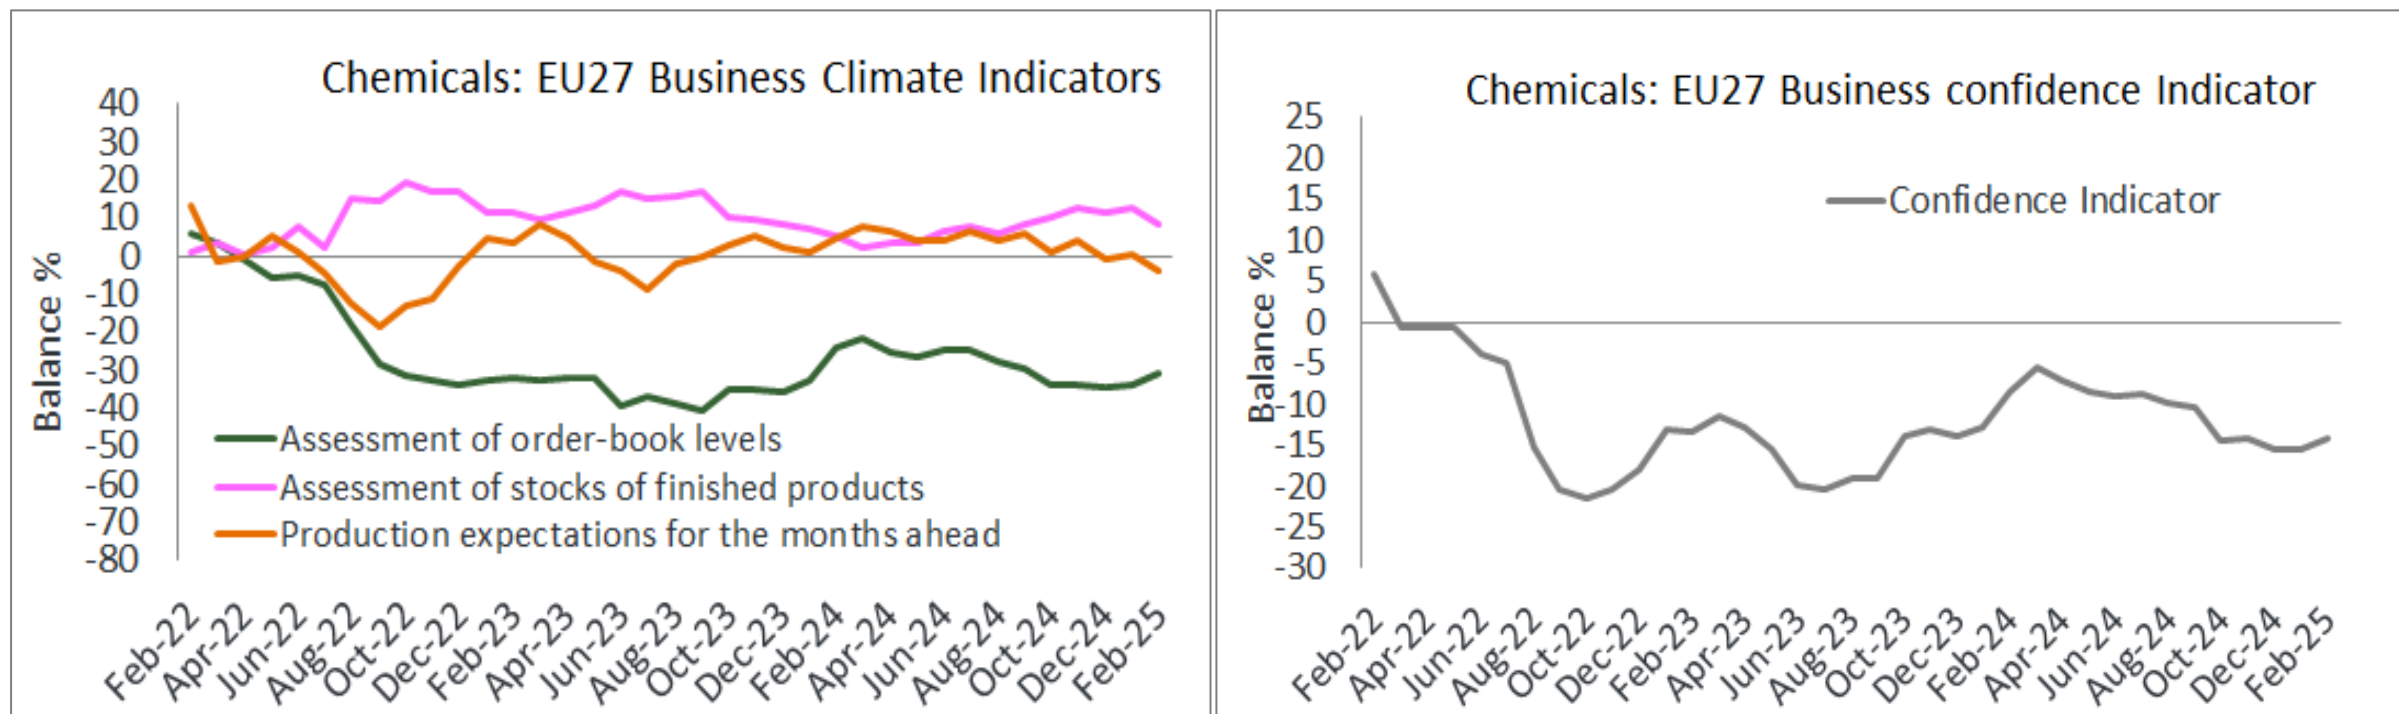 Chemicals: EU27 Business Climate Indicators
40
30
20
10
0
-10
-20
-30
-40
-50
-60
-70
-80
Balance %
Assessment of order-book levels
Assessment of stocks of finished products
Production expectations for the months ahead
Feb-22
Apr-22
Jun-22
Aug-22
Oct-22
Dec-22
Feb-23
Apr-23
Jun-23
Aug-23
Oct-23
Dec-23
Feb-24
Apr-24
Jun-24
Aug-24
Oct-24
Dec-24
Feb-25
Chemicals: EU27 Business confidence Indicator
25
20
15
10
5
0
-5
-10
-15
-20
-25
-30
Balance %
Confidence Indicator
Feb-22
Apr-22
Jun-22
Aug-22
Oct-22
Dec-22
Feb-23
Apr-23
Jun-23
Aug-23
Oct-23
Dec-23
Feb-24
Apr-24
Jun-24
Aug-24
Oct-24
Dec-24
Feb-25